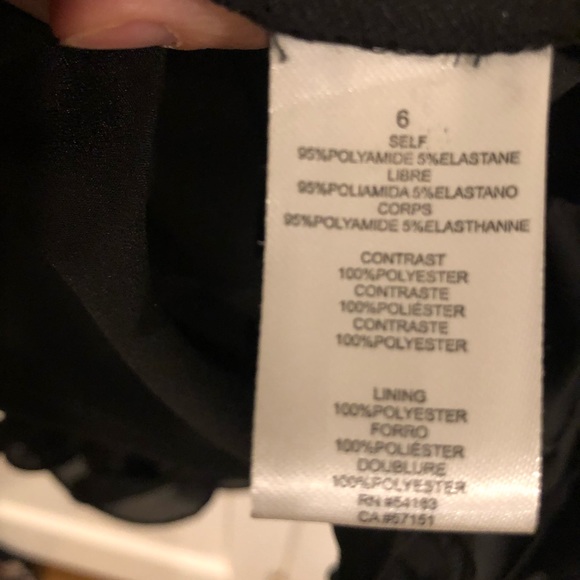 6
SELF
95%POLYAMIDE 5%ELASTANE
LIBRE
95%POLIAMIDA 5%ELASTANO
CORPS
95%POLYAMIDE 5%ELASTHANNE
CONTRAST
100%POLYESTER
CONTRASTE
100%POLIÉSTER
CONTRASTE
100%POLYESTER
LINING
100%POLYESTER
FORRO
100%POLIÉSTER
DOUBLURE
100%POLYESTER
RN #54163
CA #57151